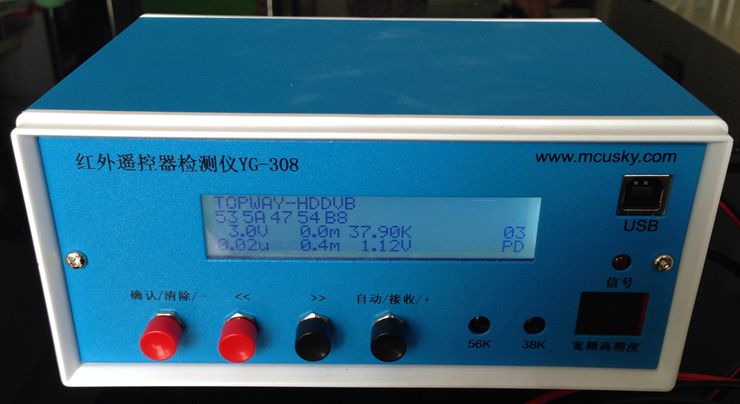 红外遥控器检测仪YG-308
www.mcusky.com
TOPWAY-HDDVB
53 5A 47 54 B8
3.0V 0.0m 37.90K 03
0.02u 0.4m 1.12V PD
USB
信号
确认/清除/- << >> 自动/接收/+
56K 38K 宽频高精度